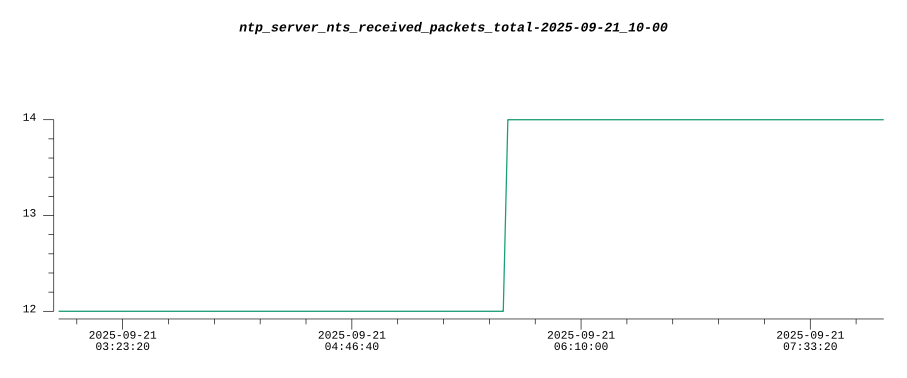 ntp_server_nts_received_packets_total-2025-09-21_10-00
14
13
12
2025-09-21 2025-09-21 2025-09-21 2025-09-21
03:23:20 04:46:40 06:10:00 07:33:20